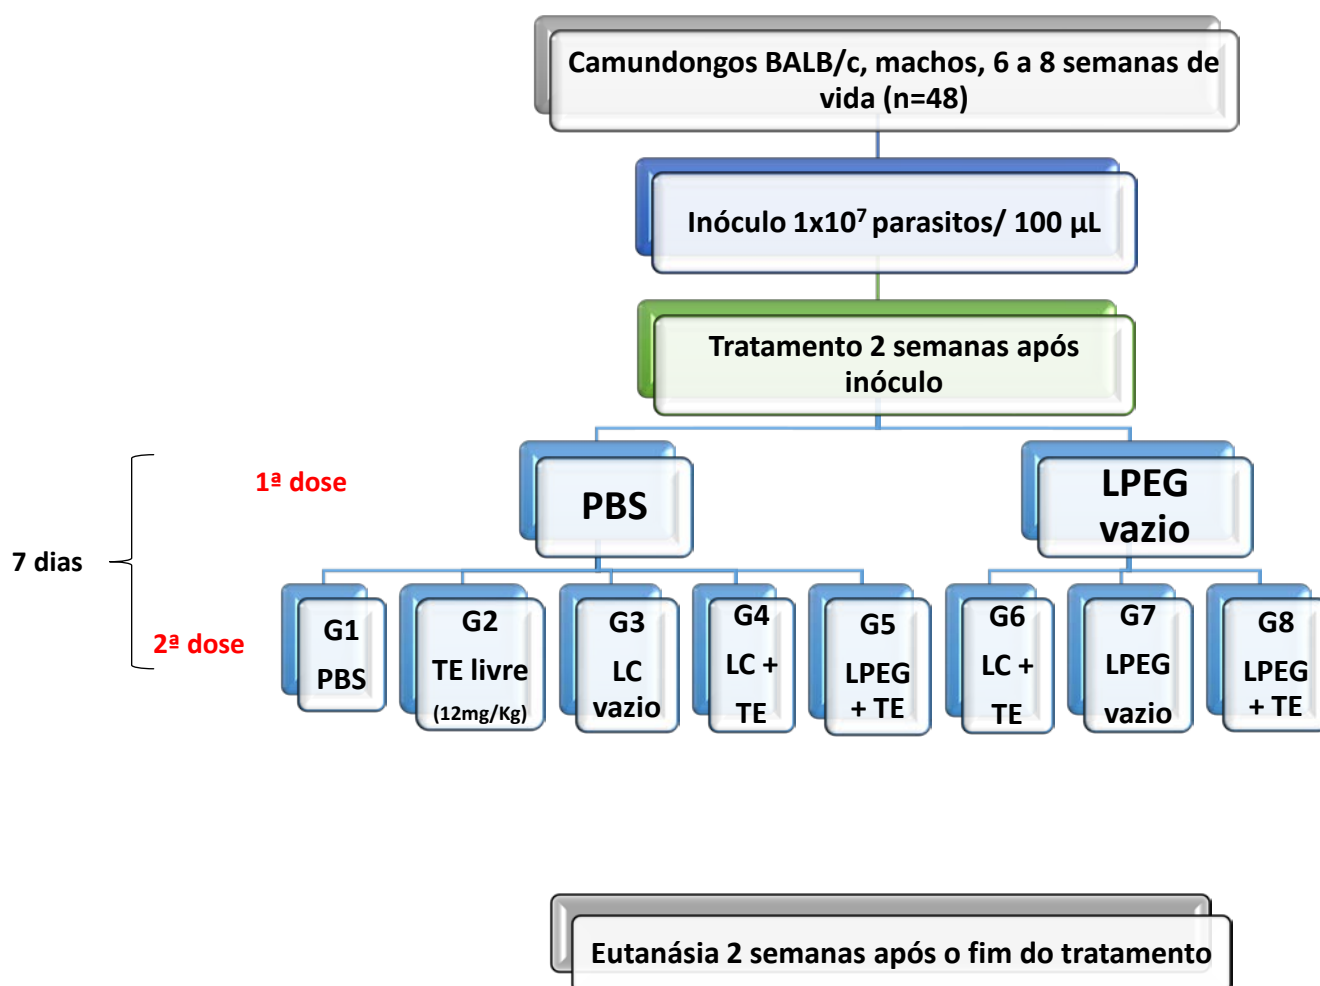 Camundongos BALB/c, machos, 6 a 8 semanas de
vida (n=48)
Inóculo 1x10⁷ parasitos/ 100 µL
Tratamento 2 semanas após
inóculo
7 dias
1ª dose
PBS
LPEG
vazio
2ª dose
G1
PBS
G2
TE livre
(12mg/Kg)
G3
LC
vazio
G4
LC +
TE
G5
LPEG
+ TE
G6
LC +
TE
G7
LPEG
vazio
G8
LPEG
+ TE
Eutanásia 2 semanas após o fim do tratamento